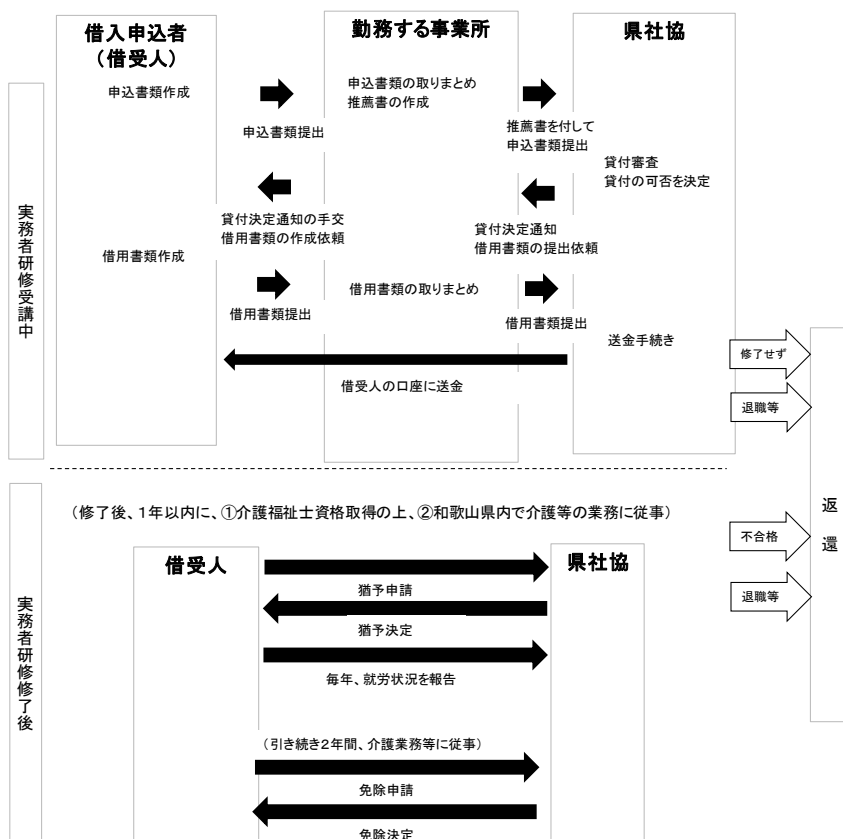 借入申込者
(借受人)
勤務する事業所
県社協
実務者研修受講中
申込書類作成
申込書類の取りまとめ
推薦書の作成
申込書類提出
推薦書を付して
申込書類提出
貸付審査
貸付の可否を決定
貸付決定通知の手交
借用書類の作成依頼
貸付決定通知
借用書類の提出依頼
借用書類作成
借用書類の取りまとめ
借用書類提出
借用書類提出
送金手続き
借受人の口座に送金
修了せず
退職等
返還
実務者研修修了後
(修了後、1年以内に、①介護福祉士資格取得の上、②和歌山県内で介護等の業務に従事)
不合格
退職等
借受人
県社協
猶予申請
猶予決定
毎年、就労状況を報告
(引き続き2年間、介護業務等に従事)
免除申請
免除決定